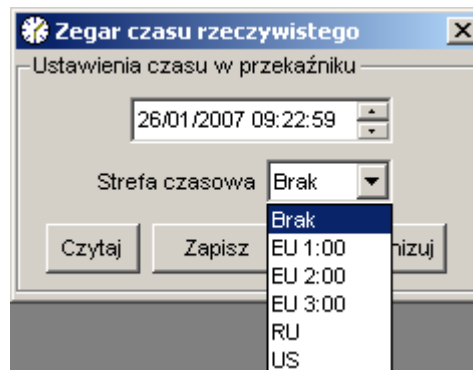 Zegar czasu rzeczywistego
Ustawienia czasu w przekaźniku
26/01/2007 09:22:59
Strefa czasowa Brak
Brak
Czytaj Zapisz EU 1:00 nizuj
EU 2:00
EU 3:00
RU
US